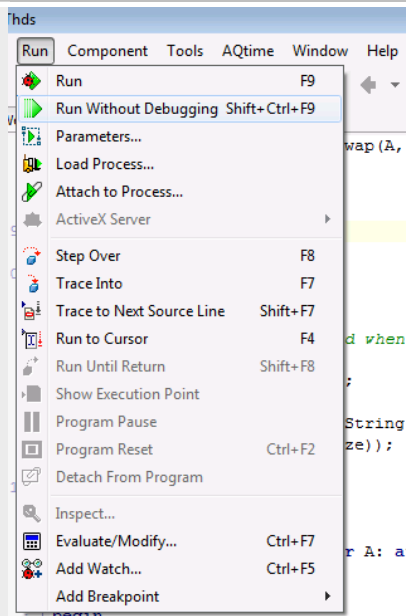 Thds
Run Component Tools AQtime Window Help
Run F9
Run Without Debugging Shift+Ctrl+F9
Parameters...
wap(A,
Load Process...
Attach to Process...
ActiveX Server
Step Over F8
Trace Into F7
Trace to Next Source Line Shift+F7
Run to Cursor F4
d when
Run Until Return Shift+F8
;
Show Execution Point
Program Pause
String
Program Reset Ctrl+F2
ze));
Detach From Program
Inspect...
Evaluate/Modify... Ctrl+F7
r A: a
Add Watch... Ctrl+F5
Add Breakpoint
begin